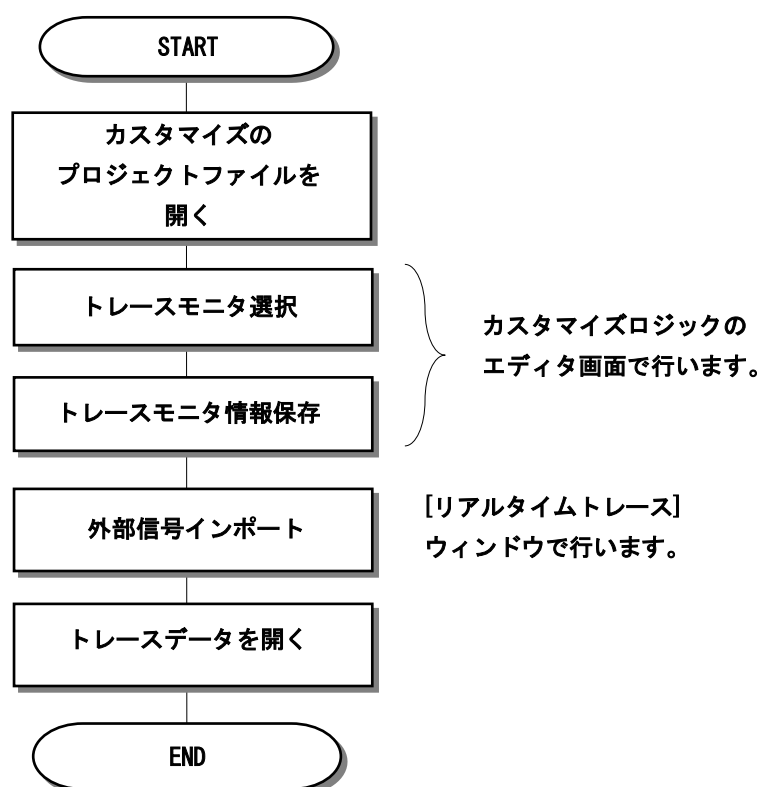 START
カスタマイズの
プロジェクトファイルを
開く
トレースモニタ選択
カスタマイズロジックの
エディタ画面で行います。
トレースモニタ情報保存
外部信号インポート
[リアルタイムトレース]
ウィンドウで行います。
トレースデータを開く
END